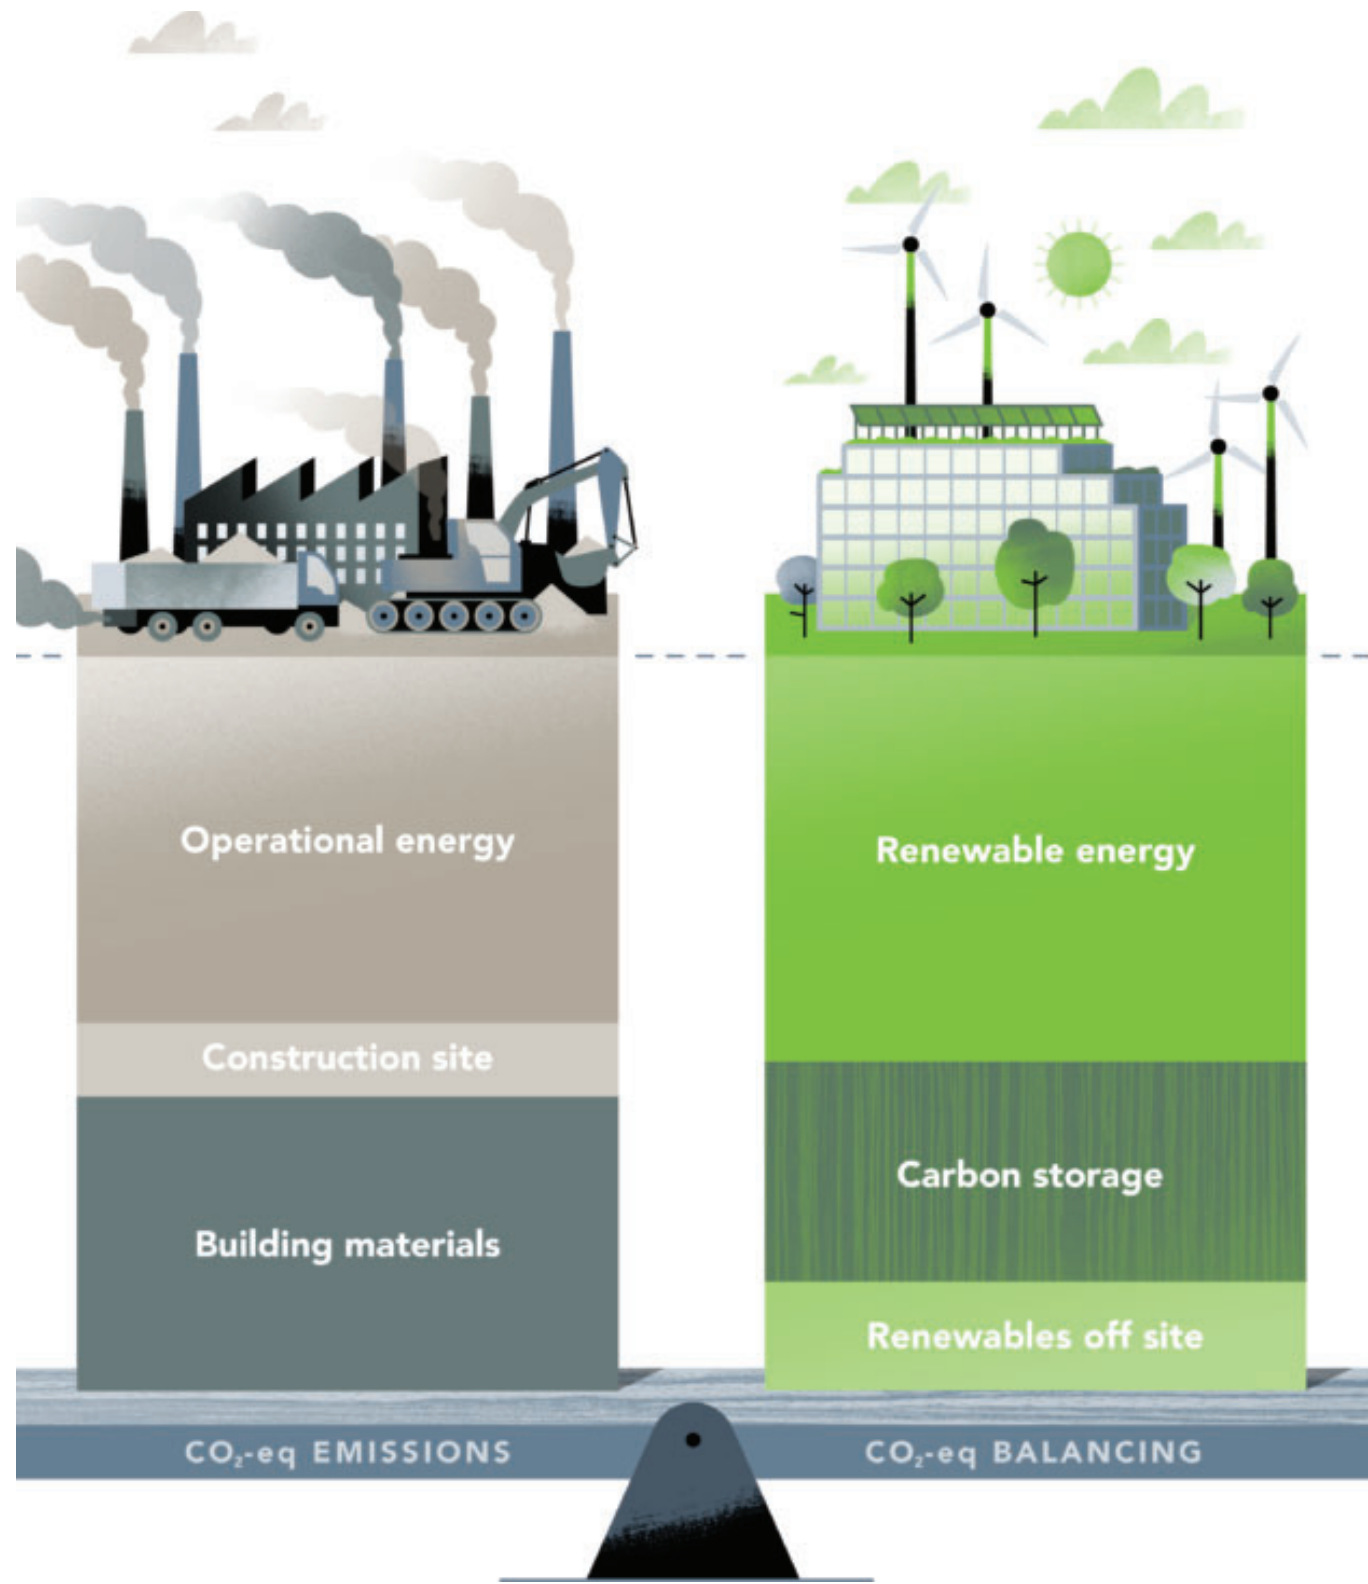 Operational energy
Construction site
Building materials
Renewable energy
Carbon storage
Renewables off site
CO₂-eq EMISSIONS
CO₂-eq BALANCING